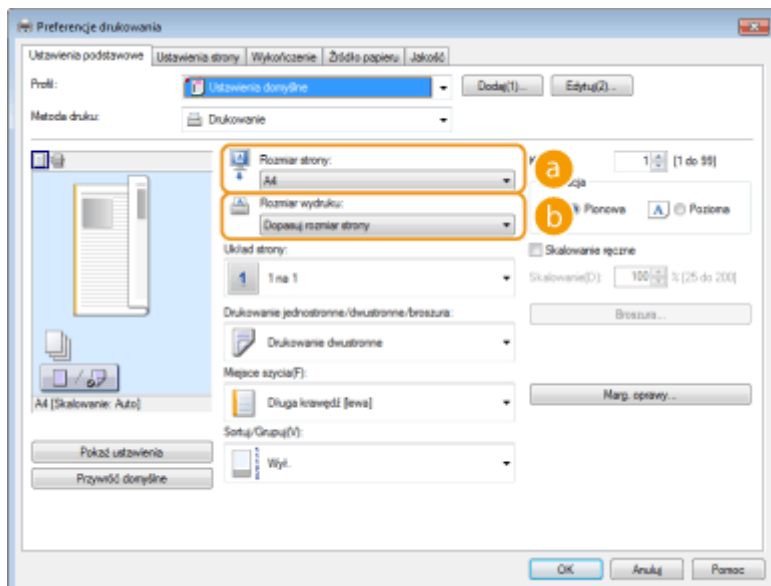 Preferencje drukowania
Ustawienia podstawowe Ustawienia strony Wykończenie Źródło papieru Jakość
Profil: Ustawienia domyślne Dodaj(1)... Edytuj(2)...
Metoda druku: Drukowanie
Rozmiar strony:
A4
a
K 1 [1 do 99]
Rozmiar wydruku:
Dopasuj rozmiar strony
b
cja
Pionowa A Pozioma
Układ strony:
1 1 na 1
Skalowanie ręczne
Skalowanie(D): 100 % [25 do 200]
Drukowanie jednostronne/dwustronne/broszura:
Drukowanie dwustronne
Broszura...
Miejsce szycia(F):
Długa krawędź [lewa]
Marg. oprawy...
A4 [Skalowanie: Auto]
Sortuj/Grupuj(V):
Wył.
Pokaż ustawienia
Przywróć domyślne
OK Anuluj Pomoc